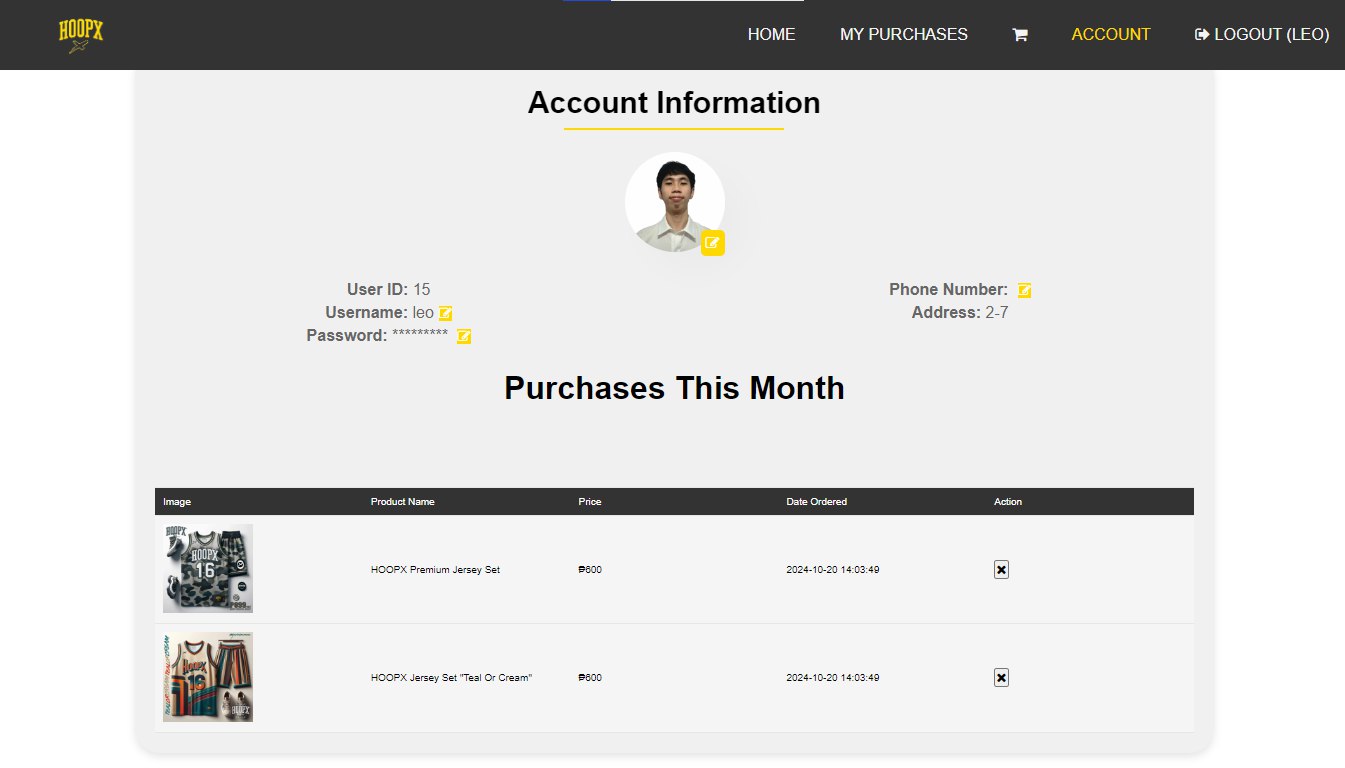 HOOPX
HOME MY PURCHASES ACCOUNT LOGOUT (LEO)
Account Information
User ID: 15
Username: leo
Password: *********
Phone Number:
Address: 2-7
Purchases This Month
Image Product Name Price Date Ordered Action
HOOPX
HOOPX
16
HOOPX Premium Jersey Set ₱600 2024-10-20 14:03:49
HOOPX
16
HOOPX
HOOPX Jersey Set "Teal Or Cream" ₱600 2024-10-20 14:03:49